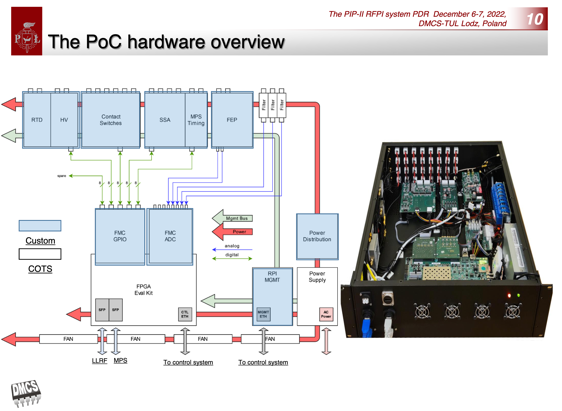 The PIP-II RFPI system PDR December 6-7, 2022,
DMCS-TUL Lodz, Poland
10
The PoC hardware overview
RTD
HV
Contact
Switches
SSA
MPS
Timing
FEP
Filter
Filter
Filter
spare
FMC
GPIO
FMC
ADC
Mgmt Bus
Power
analog
digital
Power
Distribution
Custom
COTS
FPGA
Eval Kit
RPI
MGMT
Power
Supply
SFP
SFP
CTL
ETH
MGMT
ETH
AC
Power
FAN
FAN
FAN
FAN
LLRF
MPS
To control system
To control system
DMCS